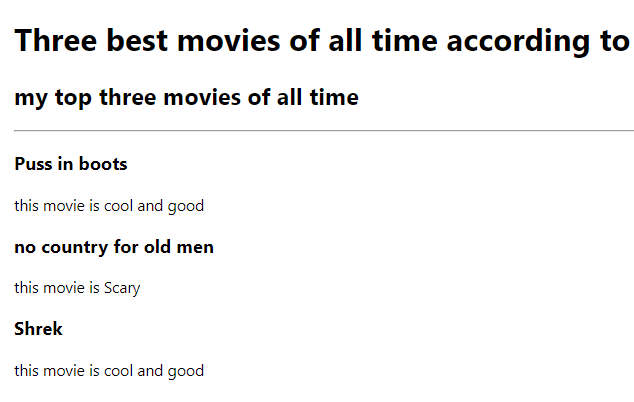 Three best movies of all time according to
my top three movies of all time
Puss in boots
this movie is cool and good
no country for old men
this movie is Scary
Shrek
this movie is cool and good